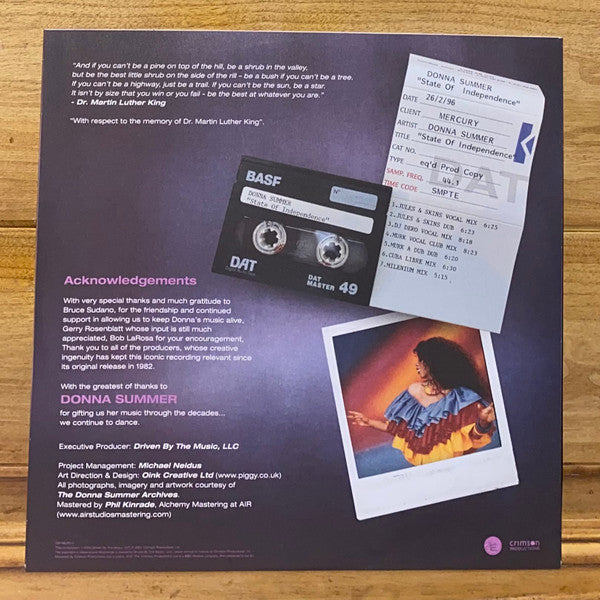 "And if you can't be a pine on top of the hill, be a shrub in the valley,
but be the best little shrub on the side of the rill - be a bush if you can't be a tree.
If you can't be a highway, just be a trail. If you can't be the sun, be a star.
It isn't by size that you win or you fail - be the best at whatever you are."
- Dr. Martin Luther King
"With respect to the memory of Dr. Martin Luther King".
DONNA SUMMER
"State Of Independence"
DATE 26/2/96
CLIENT MERCURY
ARTIST DONNA SUMMER
TITLE "State Of Independence"
CAT NO.
TYPE eq'd Prod Copy
SAMP. FREQ. 44.1
TIME CODE SMPTE
DAT
1.JULES & SKINS VOCAL MIX 6:25
2.JULES & SKINS DUB 6:23
3.DJ DERO VOCAL MIX 8:18
4.MURK VOCAL CLUB MIX 8:23
5.MURK A DUB DUB 6:20
6.CUBA LIBRE MIX 6:30
7.MILENIUM MIX 5:15
BASF
N°
DONNA SUMMER
"State Of Independence"
DAT
DAT
MASTER 49
Acknowledgements
With very special thanks and much gratitude to
Bruce Sudano, for the friendship and continued
support in allowing us to keep Donna's music alive,
Gerry Rosenblatt whose input is still much
appreciated, Bob LaRosa for your encouragement,
Thank you to all of the producers, whose creative
ingenuity has kept this iconic recording relevant since
its original release in 1982.
With the greatest of thanks to
DONNA SUMMER
for gifting us her music through the decades...
we continue to dance.
Executive Producer: Driven By The Music, LLC
Project Management: Michael Neidus
Art Direction & Design: Oink Creative Ltd (www.piggy.co.uk)
All photographs, imagery and artwork courtesy of
The Donna Summer Archives.
Mastered by Phil Kinrade, Alchemy Mastering at AIR
(www.airstudiosmastering.com)
crimson
PRODUCTIONS